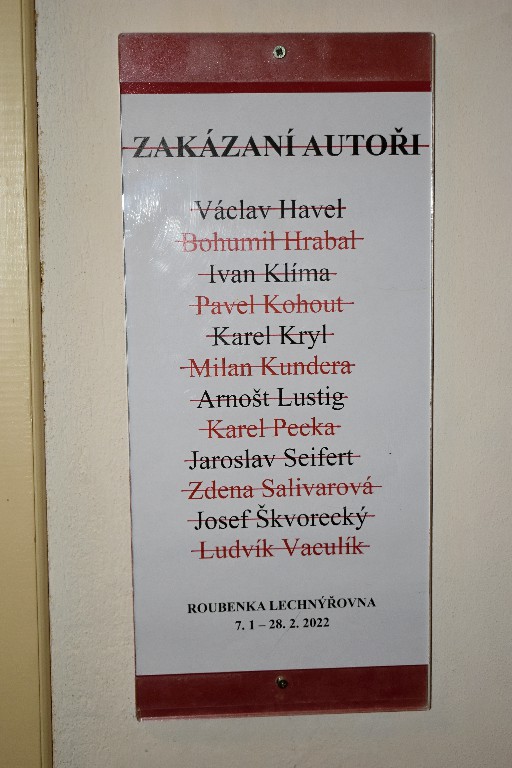 ZAKÁZANÍ AUTOŘI
Václav Havel
Bohumil Hrabal
Ivan Klíma
Pavel Kohout
Karel Kryl
Milan Kundera
Arnošt Lustig
Karel Pecka
Jaroslav Seifert
Zdena Salivarová
Josef Škvorecký
Ludvík Vaculík
ROUBENKA LECHNÝŘOVNA
7. 1 – 28. 2. 2022